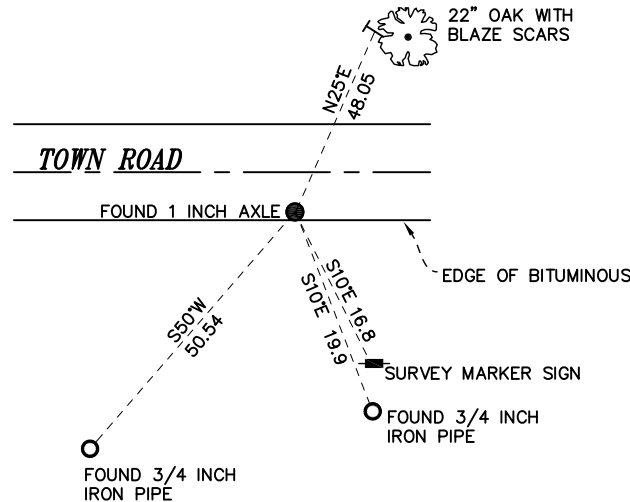 22" OAK WITH
BLAZE SCARS
N25°E
48.05
TOWN ROAD
FOUND 1 INCH AXLE
EDGE OF BITUMINOUS
S50°W
50.54
S10°E 16.8
S10°E 19.9
SURVEY MARKER SIGN
FOUND 3/4 INCH
IRON PIPE
FOUND 3/4 INCH
IRON PIPE